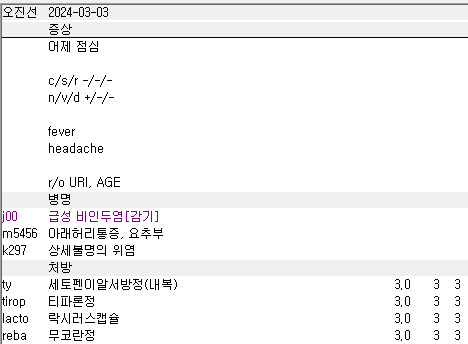 오진선 2024-03-03
증상
어제 점심
c/s/r -/-/-
n/v/d +/-/-
fever
headache
r/o URI, AGE
병명
j00 급성 비인두염[감기]
m5456 아래허리통증, 요추부
k297 상세불명의 위염
처방
ty 세토펜이알서방정(내복) 3.0 3 3
tirop 티파론정 3.0 3 3
lacto 락시러스캡슐 3.0 3 3
reba 무코란정 3.0 3 3